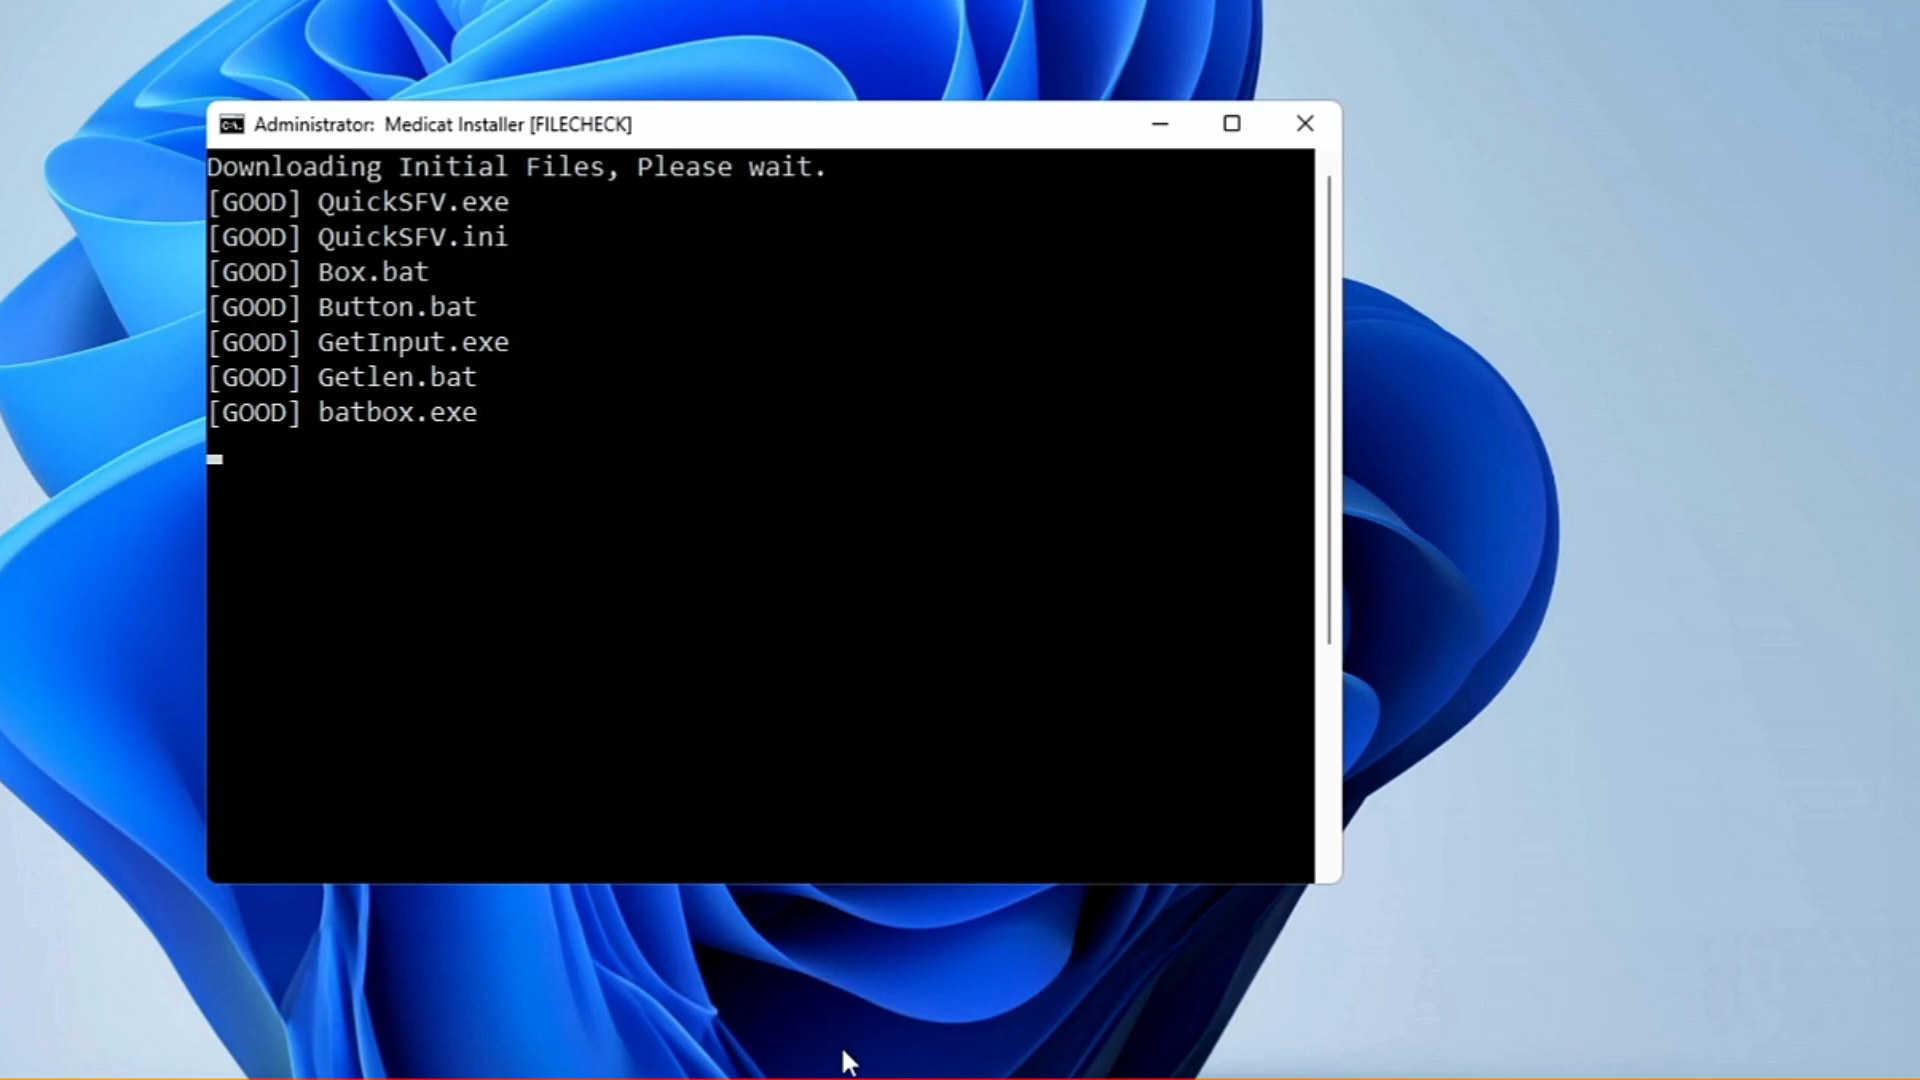 Administrator: Medicat Installer [FILECHECK]
Downloading Initial Files, Please wait.
[GOOD] QuickSFV.exe
[GOOD] QuickSFV.ini
[GOOD] Box.bat
[GOOD] Button.bat
[GOOD] GetInput.exe
[GOOD] Getlen.bat
[GOOD] batbox.exe